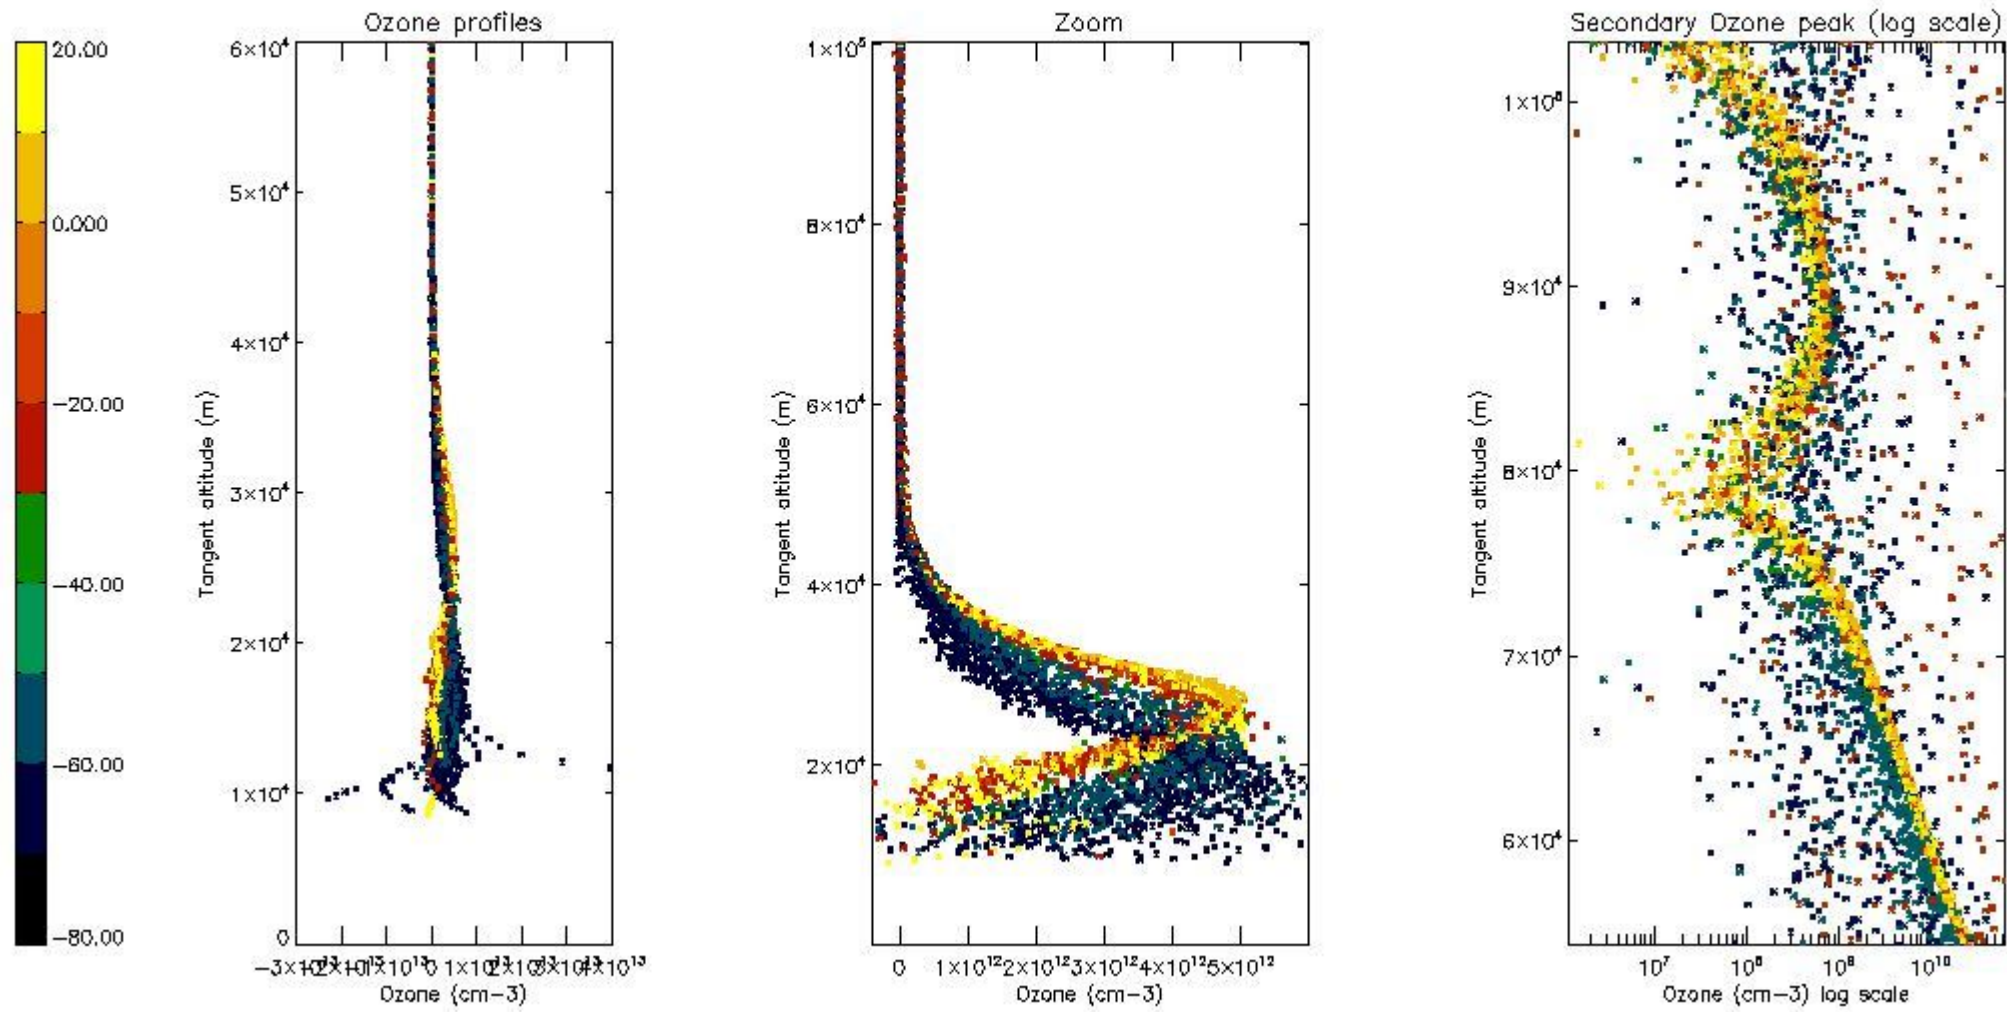 Ozone profiles
Zoom
Secondary Ozone peak (log scale)
20.00
0.000
−20.00
−40.00
−60.00
−80.00
6×10⁴
5×10⁴
4×10⁴
3×10⁴
2×10⁴
1×10⁴
0
Tangent altitude (m)
0
4×10¹³
Ozone (cm−3)
1×10⁵
8×10⁴
6×10⁴
4×10⁴
2×10⁴
Tangent altitude (m)
0 1×10¹² 2×10¹² 3×10¹² 4×10¹² 5×10¹²
Ozone (cm−3)
1×10⁵
9×10⁴
8×10⁴
7×10⁴
6×10⁴
Tangent altitude (m)
10⁷ 10⁸ 10⁹ 10¹⁰
Ozone (cm−3) log scale